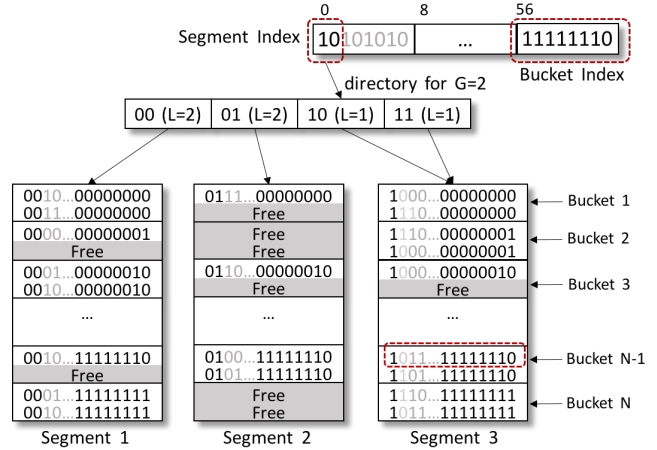 0 8 56
Segment Index 10101010 ... 11111110
Bucket Index
directory for G=2
00 (L=2) 01 (L=2) 10 (L=1) 11 (L=1)
0010...00000000
0011...00000000
0000...00000001
Free
0001...00000010
0010...00000010
...
0010...11111110
Free
0001...11111111
0010...11111111
Segment 1
0111...00000000
Free
Free
Free
0110...00000010
Free
...
0100...11111110
0101...11111110
Free
Free
Segment 2
1000...00000000
1110...00000000
1110...00000001
1000...00000001
1000...00000010
Free
...
1011...11111110
1101...11111110
1110...11111111
1011...11111111
Segment 3
Bucket 1
Bucket 2
Bucket 3
Bucket N-1
Bucket N